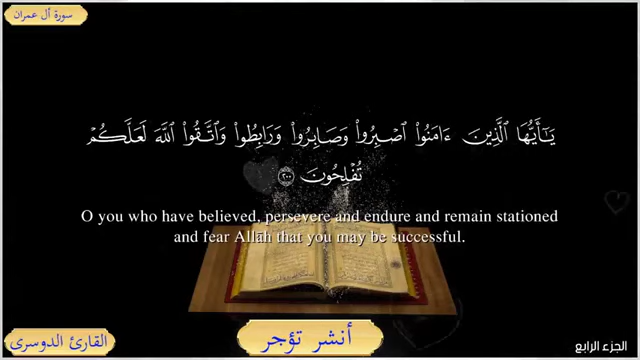 سورة آل عمران
يَـٰٓأَيُّهَا ٱلَّذِينَ ءَامَنُوا۟ ٱصْبِرُوا۟ وَصَابِرُوا۟ وَرَابِطُوا۟ وَٱتَّقُوا۟ ٱللَّهَ لَعَلَّكُمْ
تُفْلِحُونَ ٢٠٠
O you who have believed, persevere and endure and remain stationed
and fear Allāh that you may be successful.
القارئ الدوسرى
أنشر تؤجر
الجزء الرابع